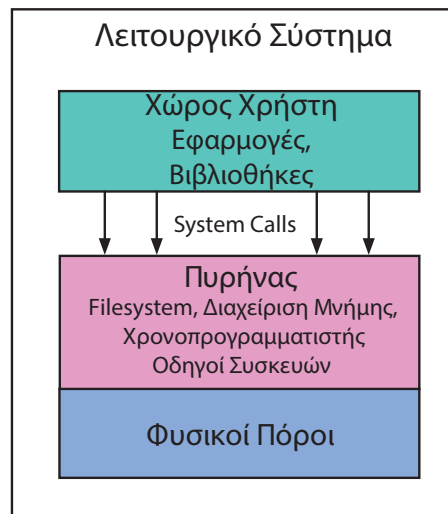 Λειτουργικό Σύστημα
Χώρος Χρήστη
Εφαρμογές,
Βιβλιοθήκες
System Calls
Πυρήνας
Filesystem, Διαχείριση Μνήμης,
Χρονοπρογραμματιστής
Οδηγοί Συσκευών
Φυσικοί Πόροι